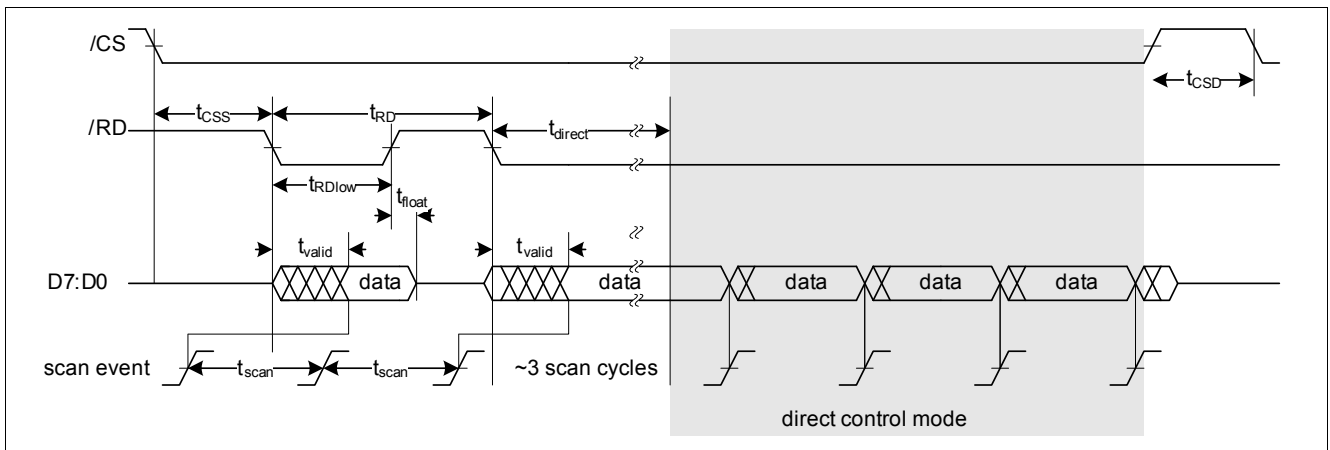 /CS
tCSD
tCSS
tRD
/RD
tdirect
tRDlow
tfloat
tvalid
tvalid
D7:D0
data
data
data
data
data
scan event
tscan
tscan
~3 scan cycles
direct control mode